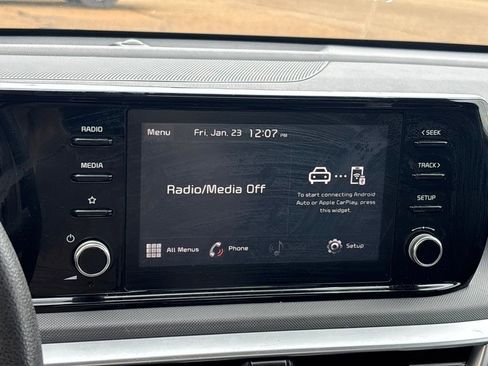 RADIO
MEDIA
Menu Fri, Jan. 23 12:07 PM
Radio/Media Off
To start connecting Android
Auto or Apple CarPlay, press
this widget.
All Menus Phone Setup
< SEEK
TRACK >
SETUP